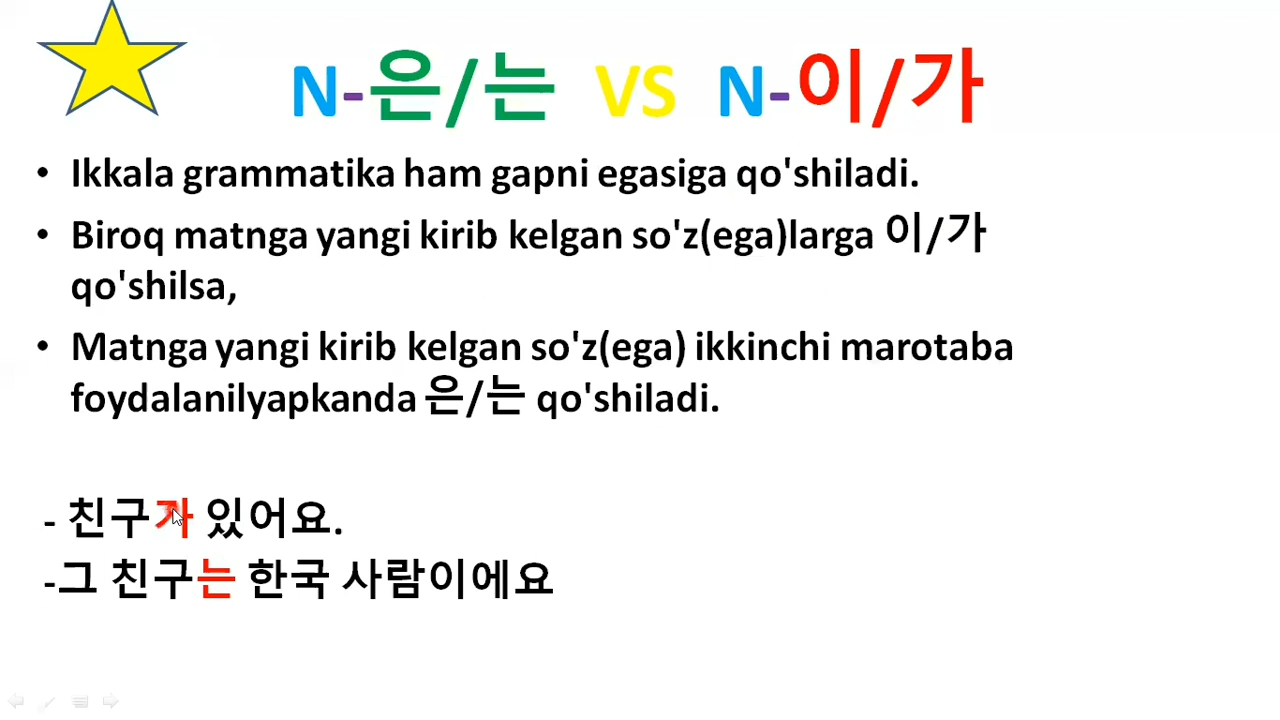 N-은/는 VS N-이/가
• Ikkala grammatika ham gapni egasiga qo'shiladi.
• Biroq matnga yangi kirib kelgan so'z(ega)larga 이/가
qo'shilsa,
• Matnga yangi kirib kelgan so'z(ega) ikkinchi marotaba
foydalanilyapkanda 은/는 qo'shiladi.
- 친구가 있어요.
-그 친구는 한국 사람이에요